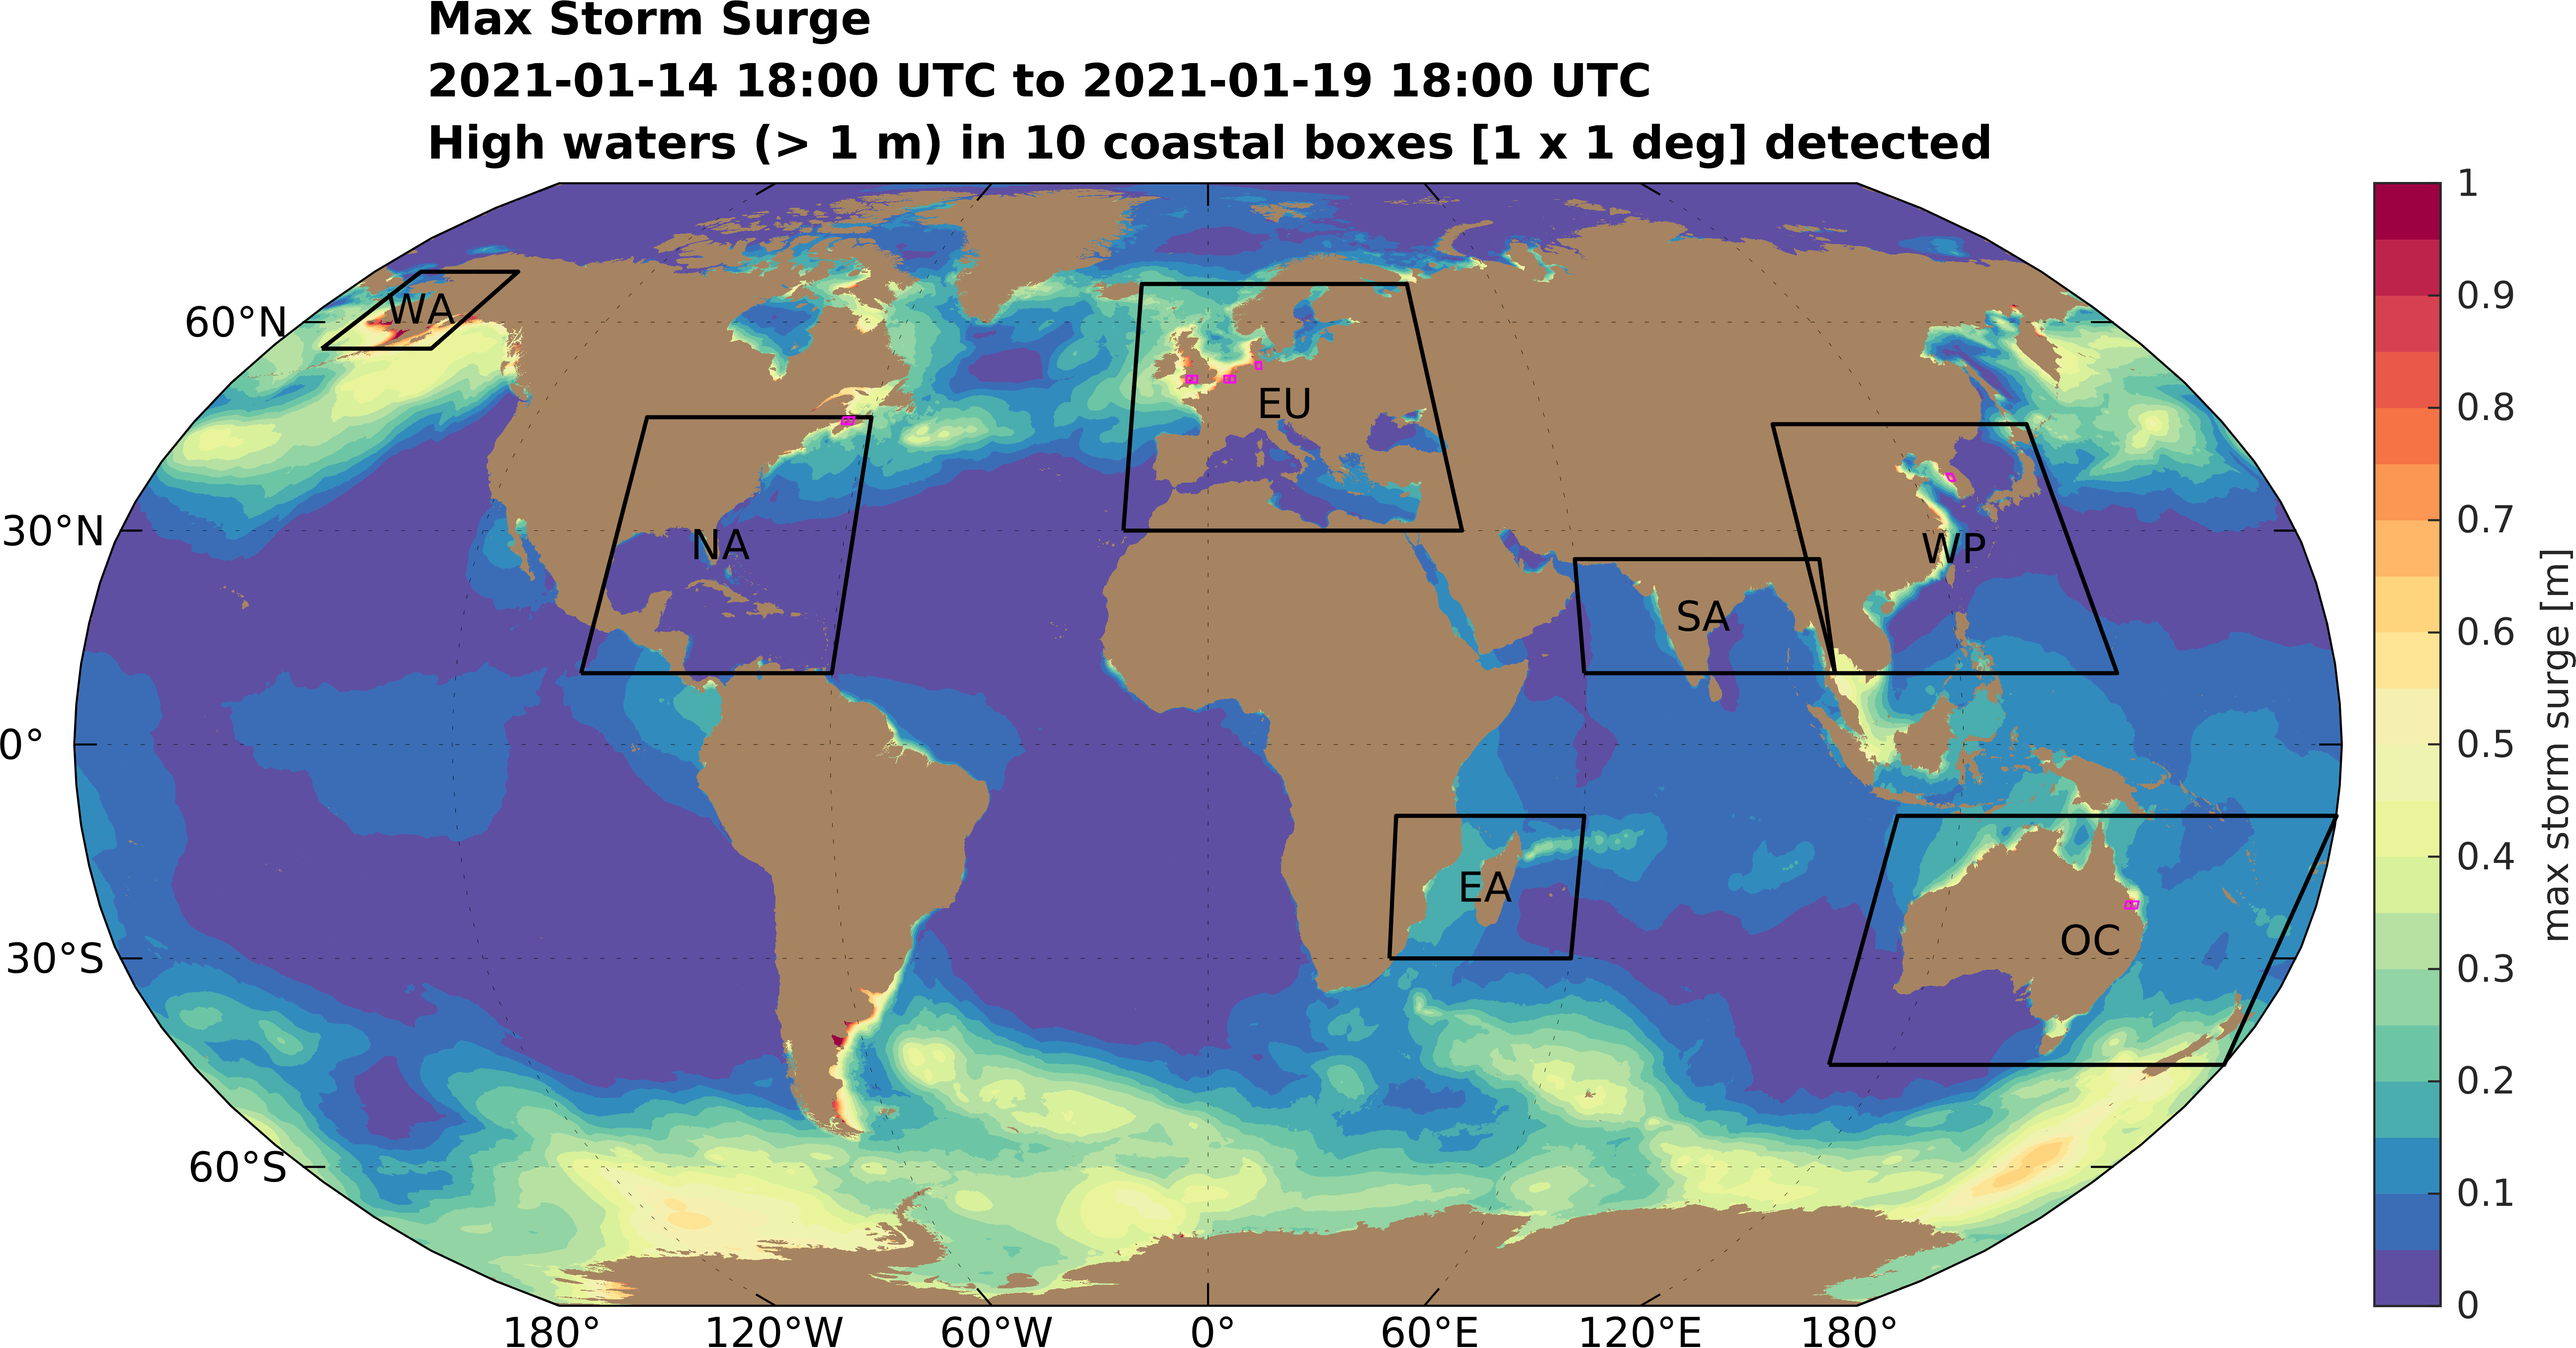 Max Storm Surge
2021-01-14 18:00 UTC to 2021-01-19 18:00 UTC
High waters (> 1 m) in 10 coastal boxes [1 x 1 deg] detected
60°N
30°N
0°
30°S
60°S
WA
NA
EU
SA
WP
EA
OC
180°
120°W
60°W
0°
60°E
120°E
180°
1
0.9
0.8
0.7
0.6
0.5
0.4
0.3
0.2
0.1
0
max storm surge [m]